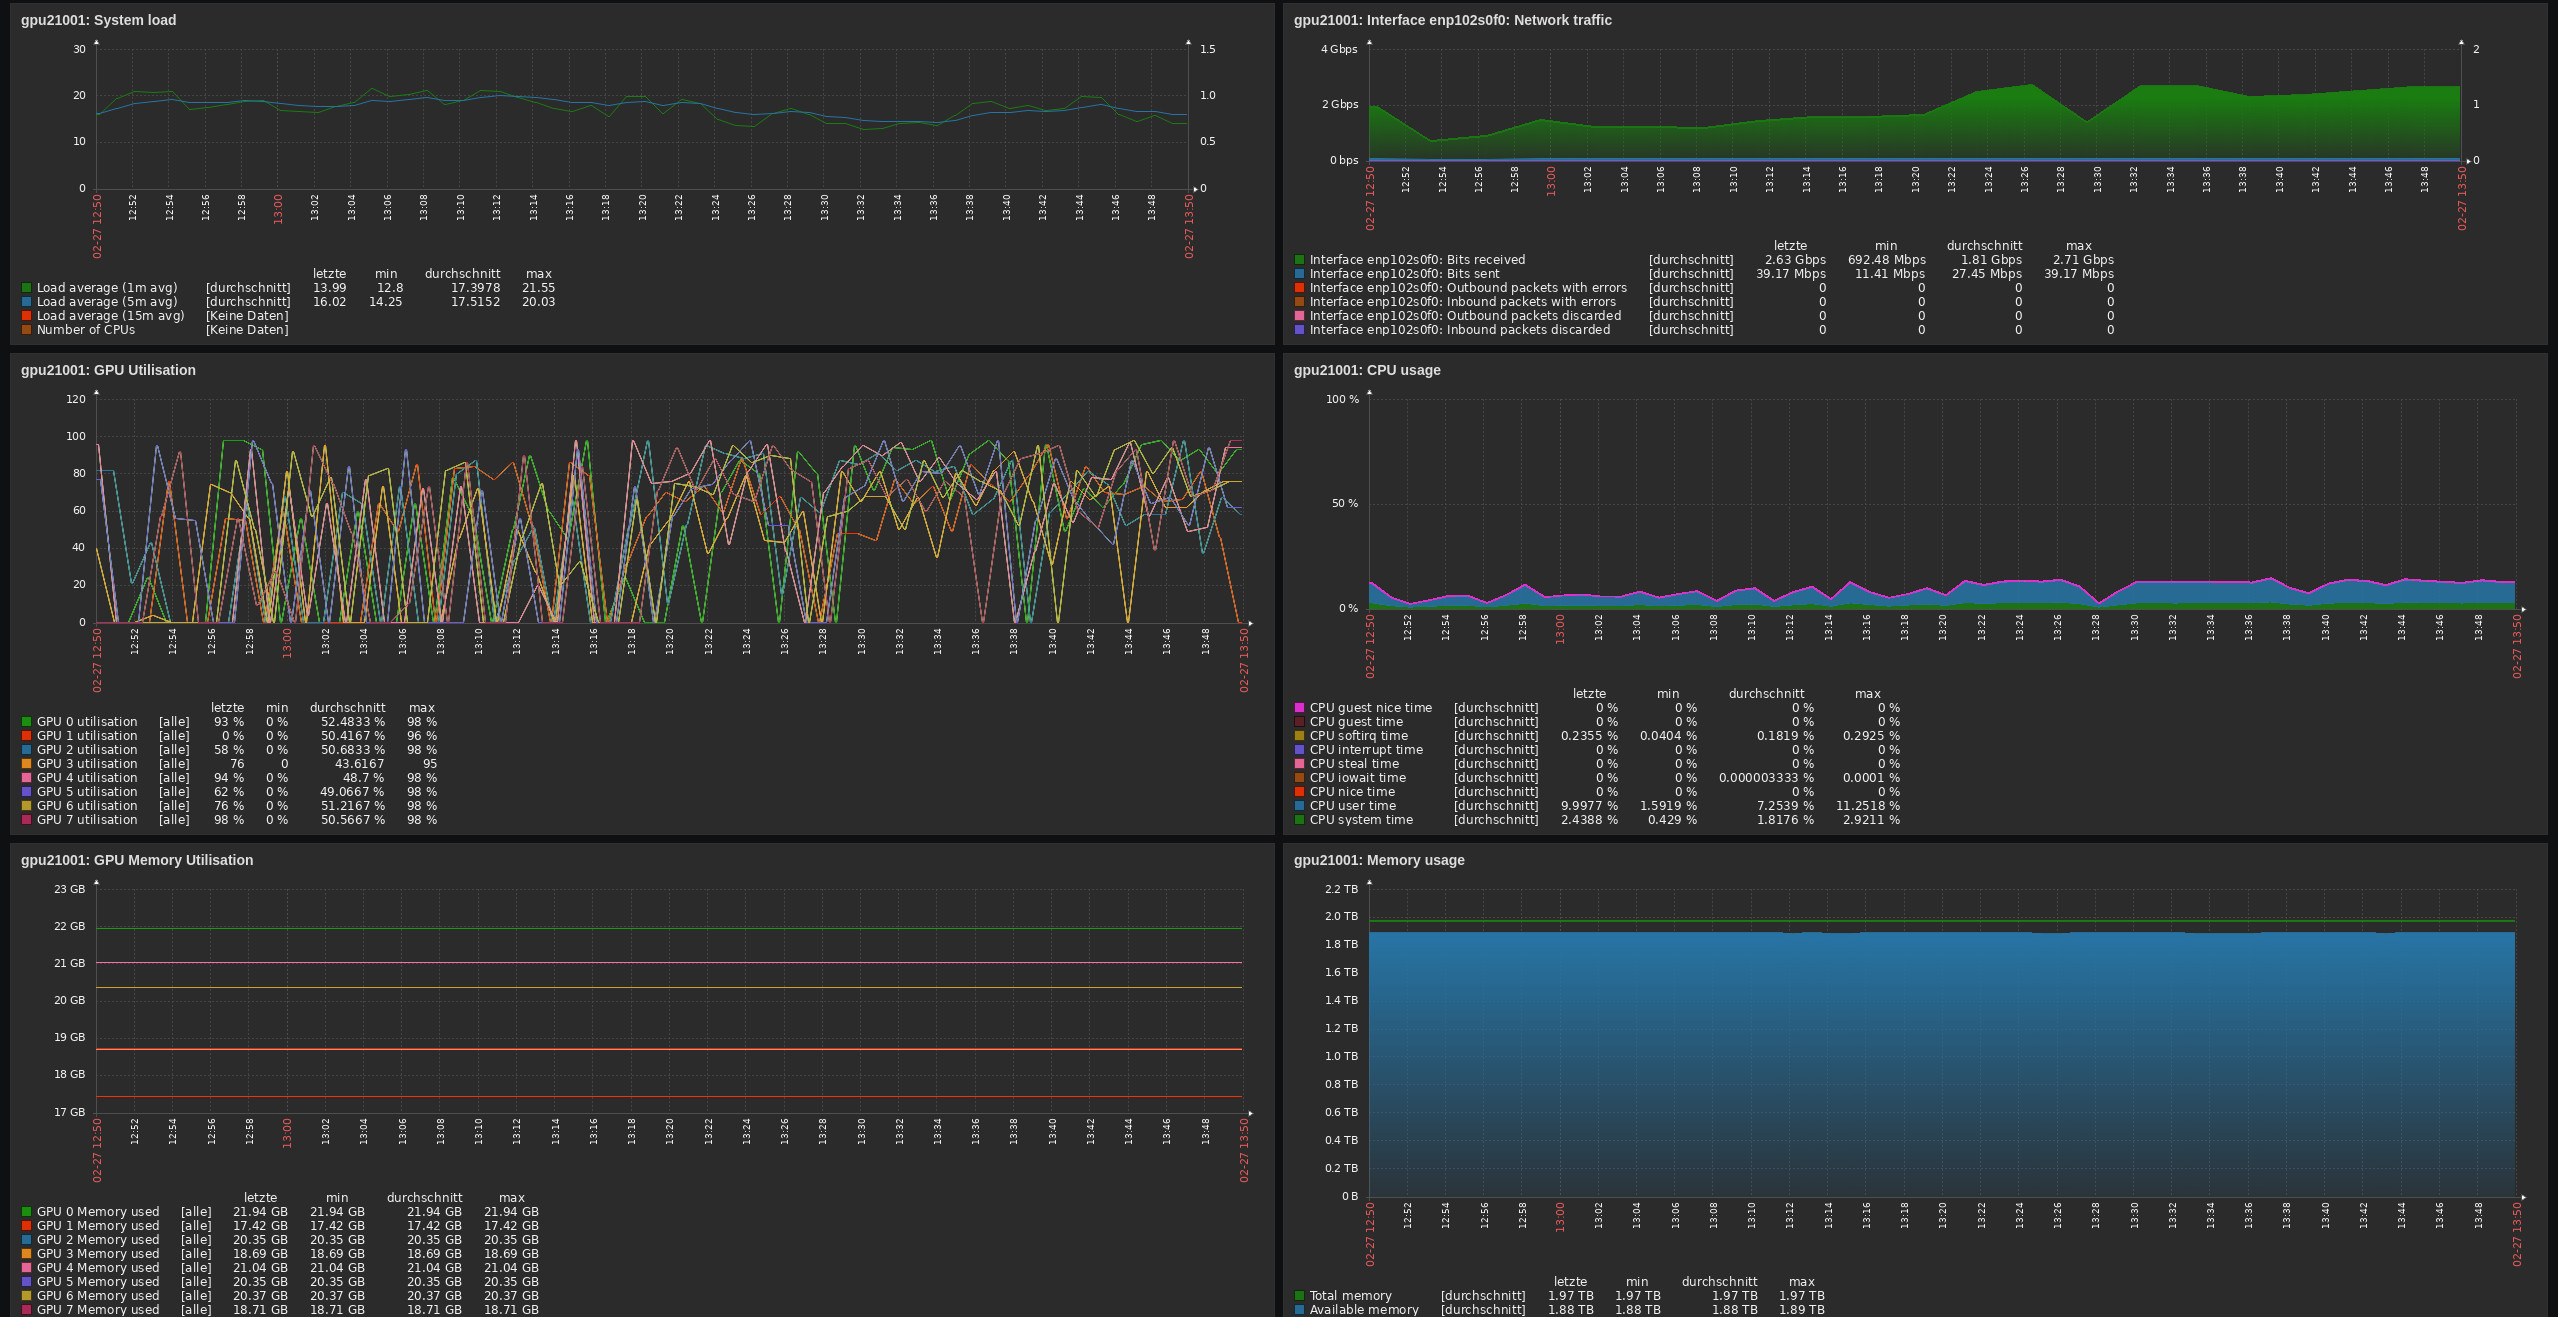 gpu21001: System load
30
20
10
0
1.5
1.0
0.5
0
02-27 12:50
12:52
12:54
12:56
12:58
13:00
13:02
13:04
13:06
13:08
13:10
13:12
13:14
13:16
13:18
13:20
13:22
13:24
13:26
13:28
13:30
13:32
13:34
13:36
13:38
13:40
13:42
13:44
13:46
13:48
02-27 13:50
letzte min durchschnitt max
Load average (1m avg) [durchschnitt] 13.99 12.8 17.3978 21.55
Load average (5m avg) [durchschnitt] 16.02 14.25 17.5152 20.03
Load average (15m avg) [Keine Daten]
Number of CPUs [Keine Daten]
gpu21001: Interface enp102s0f0: Network traffic
4 Gbps
2 Gbps
0 bps
2
1
0
02-27 12:50
12:52
12:54
12:56
12:58
13:00
13:02
13:04
13:06
13:08
13:10
13:12
13:14
13:16
13:18
13:20
13:22
13:24
13:26
13:28
13:30
13:32
13:34
13:36
13:38
13:40
13:42
13:44
13:46
13:48
02-27 13:50
letzte min durchschnitt max
Interface enp102s0f0: Bits received [durchschnitt] 2.63 Gbps 692.48 Mbps 1.81 Gbps 2.71 Gbps
Interface enp102s0f0: Bits sent [durchschnitt] 39.17 Mbps 11.41 Mbps 27.45 Mbps 39.17 Mbps
Interface enp102s0f0: Outbound packets with errors [durchschnitt] 0 0 0 0
Interface enp102s0f0: Inbound packets with errors [durchschnitt] 0 0 0 0
Interface enp102s0f0: Outbound packets discarded [durchschnitt] 0 0 0 0
Interface enp102s0f0: Inbound packets discarded [durchschnitt] 0 0 0 0
gpu21001: GPU Utilisation
120
100
80
60
40
20
0
02-27 12:50
12:52
12:54
12:56
12:58
13:00
13:02
13:04
13:06
13:08
13:10
13:12
13:14
13:16
13:18
13:20
13:22
13:24
13:26
13:28
13:30
13:32
13:34
13:36
13:38
13:40
13:42
13:44
13:46
13:48
02-27 13:50
letzte min durchschnitt max
GPU 0 utilisation [alle] 93 % 0 % 52.4833 % 98 %
GPU 1 utilisation [alle] 0 % 0 % 50.4167 % 96 %
GPU 2 utilisation [alle] 58 % 0 % 50.6833 % 98 %
GPU 3 utilisation [alle] 76 0 43.6167 95
GPU 4 utilisation [alle] 94 % 0 % 48.7 % 98 %
GPU 5 utilisation [alle] 62 % 0 % 49.0667 % 98 %
GPU 6 utilisation [alle] 76 % 0 % 51.2167 % 98 %
GPU 7 utilisation [alle] 98 % 0 % 50.5667 % 98 %
gpu21001: CPU usage
100 %
50 %
0 %
02-27 12:50
12:52
12:54
12:56
12:58
13:00
13:02
13:04
13:06
13:08
13:10
13:12
13:14
13:16
13:18
13:20
13:22
13:24
13:26
13:28
13:30
13:32
13:34
13:36
13:38
13:40
13:42
13:44
13:46
13:48
02-27 13:50
letzte min durchschnitt max
CPU guest nice time [durchschnitt] 0 % 0 % 0 % 0 %
CPU guest time [durchschnitt] 0 % 0 % 0 % 0 %
CPU softirq time [durchschnitt] 0.2355 % 0.0404 % 0.1819 % 0.2925 %
CPU interrupt time [durchschnitt] 0 % 0 % 0 % 0 %
CPU steal time [durchschnitt] 0 % 0 % 0 % 0 %
CPU iowait time [durchschnitt] 0 % 0 % 0.000003333 % 0.0001 %
CPU nice time [durchschnitt] 0 % 0 % 0 % 0 %
CPU user time [durchschnitt] 9.9977 % 1.5919 % 7.2539 % 11.2518 %
CPU system time [durchschnitt] 2.4388 % 0.429 % 1.8176 % 2.9211 %
gpu21001: GPU Memory Utilisation
23 GB
22 GB
21 GB
20 GB
19 GB
18 GB
17 GB
02-27 12:50
12:52
12:54
12:56
12:58
13:00
13:02
13:04
13:06
13:08
13:10
13:12
13:14
13:16
13:18
13:20
13:22
13:24
13:26
13:28
13:30
13:32
13:34
13:36
13:38
13:40
13:42
13:44
13:46
13:48
02-27 13:50
letzte min durchschnitt max
GPU 0 Memory used [alle] 21.94 GB 21.94 GB 21.94 GB 21.94 GB
GPU 1 Memory used [alle] 17.42 GB 17.42 GB 17.42 GB 17.42 GB
GPU 2 Memory used [alle] 20.35 GB 20.35 GB 20.35 GB 20.35 GB
GPU 3 Memory used [alle] 18.69 GB 18.69 GB 18.69 GB 18.69 GB
GPU 4 Memory used [alle] 21.04 GB 21.04 GB 21.04 GB 21.04 GB
GPU 5 Memory used [alle] 20.35 GB 20.35 GB 20.35 GB 20.35 GB
GPU 6 Memory used [alle] 20.37 GB 20.37 GB 20.37 GB 20.37 GB
GPU 7 Memory used [alle] 18.71 GB 18.71 GB 18.71 GB 18.71 GB
gpu21001: Memory usage
2.2 TB
2.0 TB
1.8 TB
1.6 TB
1.4 TB
1.2 TB
1.0 TB
0.8 TB
0.6 TB
0.4 TB
0.2 TB
0 B
02-27 12:50
12:52
12:54
12:56
12:58
13:00
13:02
13:04
13:06
13:08
13:10
13:12
13:14
13:16
13:18
13:20
13:22
13:24
13:26
13:28
13:30
13:32
13:34
13:36
13:38
13:40
13:42
13:44
13:46
13:48
02-27 13:50
letzte min durchschnitt max
Total memory [durchschnitt] 1.97 TB 1.97 TB 1.97 TB 1.97 TB
Available memory [durchschnitt] 1.88 TB 1.88 TB 1.88 TB 1.89 TB